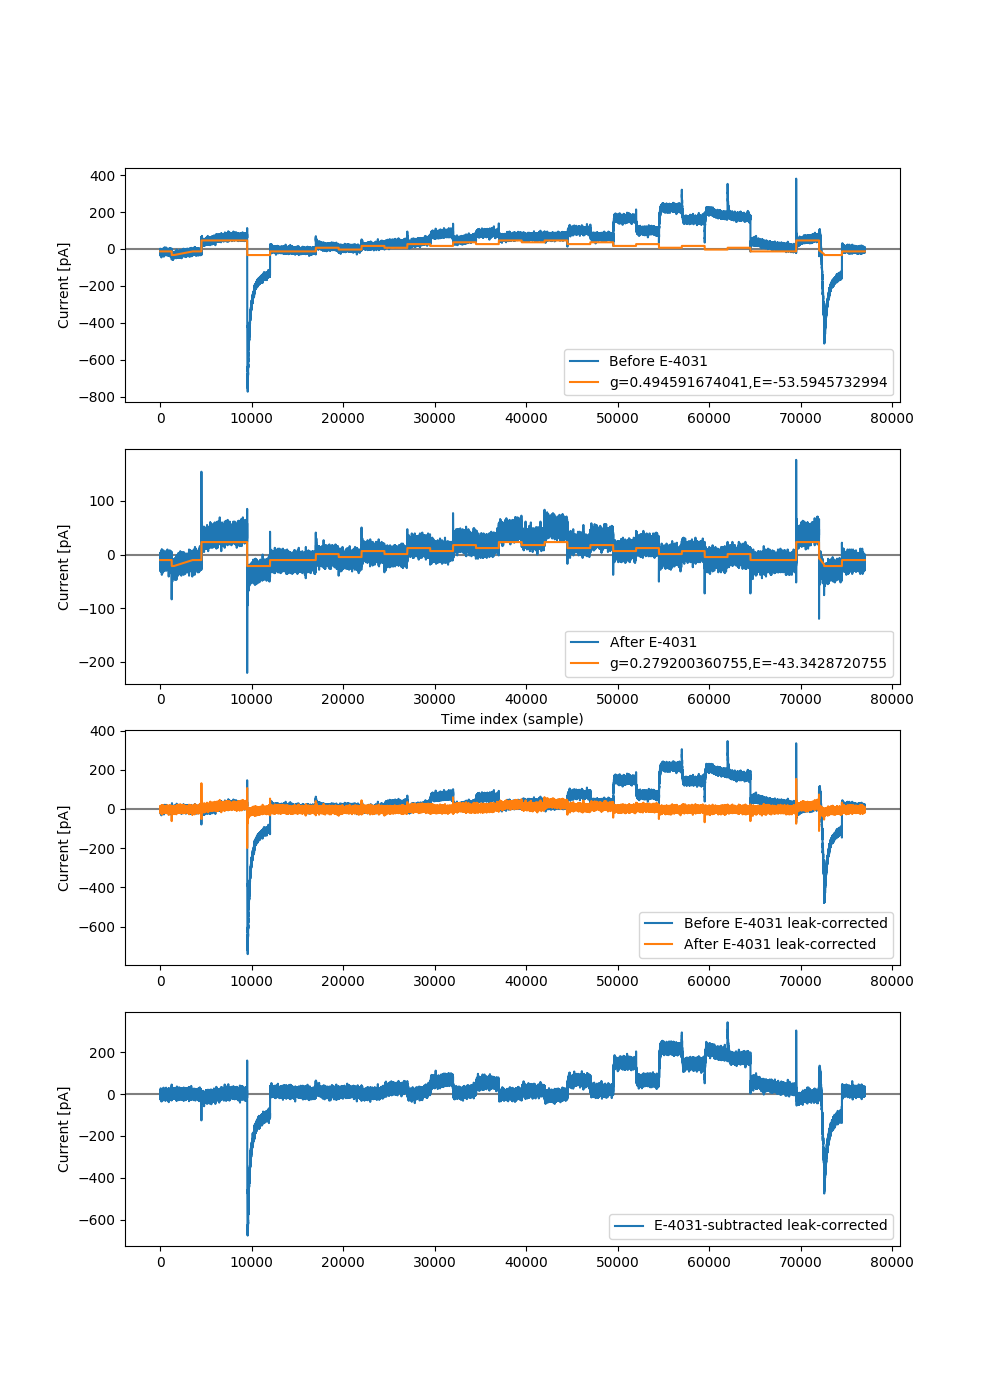 400
200
0
−200
−400
−600
−800
Current [pA]
Before E-4031
g=0.494591674041,E=-53.5945732994
0 10000 20000 30000 40000 50000 60000 70000 80000
100
0
−100
−200
Current [pA]
After E-4031
g=0.279200360755,E=-43.3428720755
0 10000 20000 30000 40000 50000 60000 70000 80000
Time index (sample)
400
200
0
−200
−400
−600
Current [pA]
Before E-4031 leak-corrected
After E-4031 leak-corrected
0 10000 20000 30000 40000 50000 60000 70000 80000
200
0
−200
−400
−600
Current [pA]
E-4031-subtracted leak-corrected
0 10000 20000 30000 40000 50000 60000 70000 80000